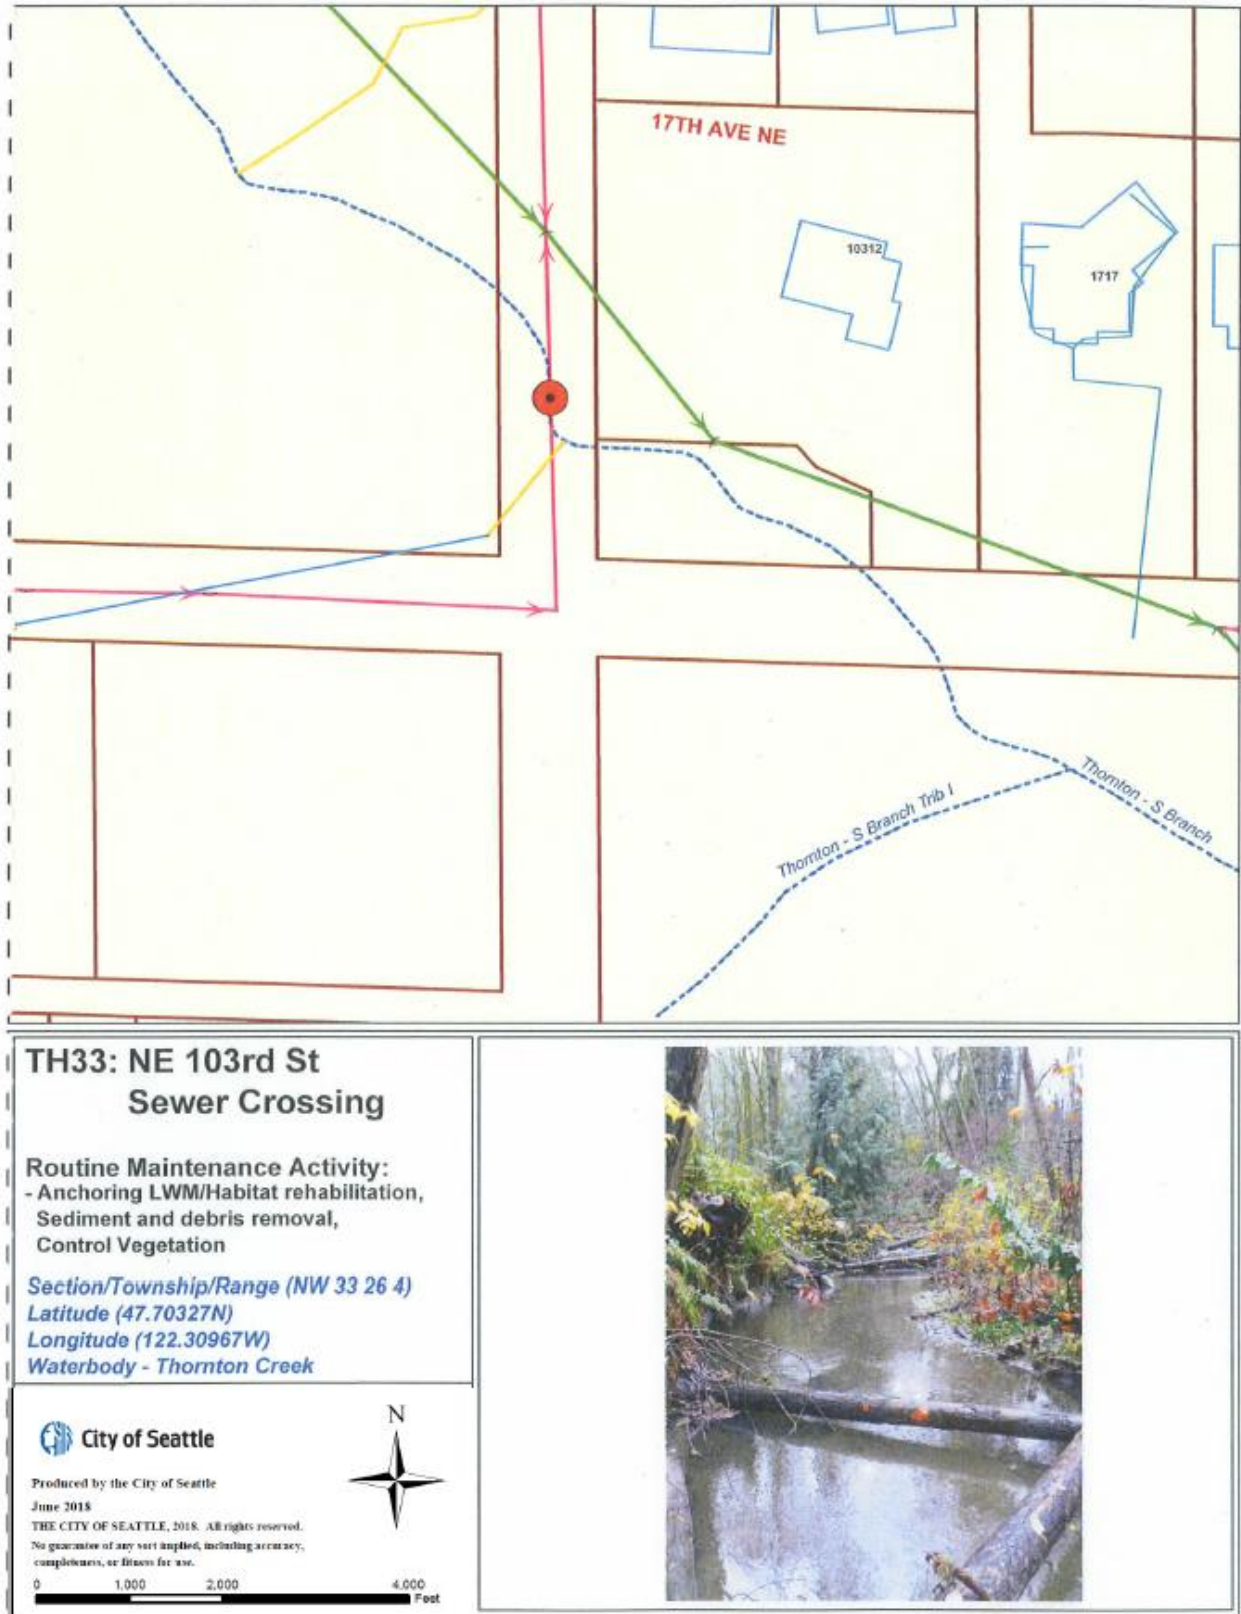 17TH AVE NE
10312
1717
Thornton - S Branch Trib I
Thornton - S Branch
TH33: NE 103rd St
Sewer Crossing
Routine Maintenance Activity:
- Anchoring LWM/Habitat rehabilitation,
Sediment and debris removal,
Control Vegetation
Section/Township/Range (NW 33 26 4)
Latitude (47.70327N)
Longitude (122.30967W)
Waterbody - Thornton Creek
City of Seattle
N
Produced by the City of Seattle
June 2018
THE CITY OF SEATTLE, 2018. All rights reserved.
No guarantee of any sort implied, including accuracy,
completeness, or fitness for use.
0 1,000 2,000 4,000
Feet